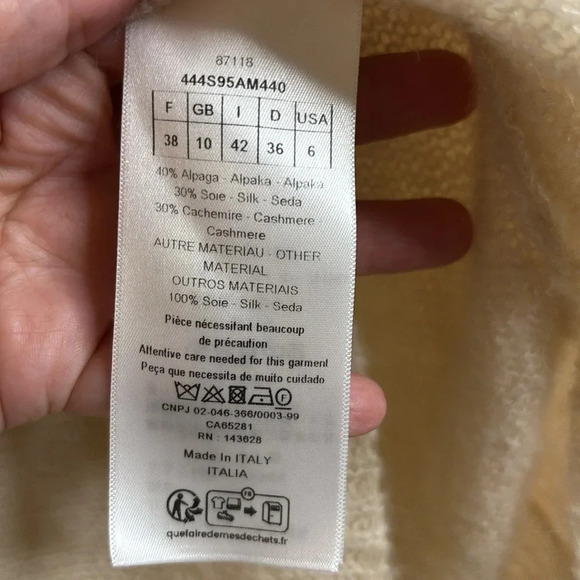 87118
444S95AM440
F GB I D USA
38 10 42 36 6
40% Alpaga - Alpaka - Alpaka
30% Soie - Silk - Seda
30% Cachemire - Cashmere
Cashmere
AUTRE MATERIAU - OTHER
MATERIAL
OUTROS MATERIAIS
100% Soie - Silk - Seda
Pièce nécessitant beaucoup
de précaution
Attentive care needed for this garment
Peça que necessita de muito cuidado
CNPJ 02-046-366/0003-99
CA65281
RN : 143628
Made in ITALY
ITALIA
FR
quefairedemesdechets.fr